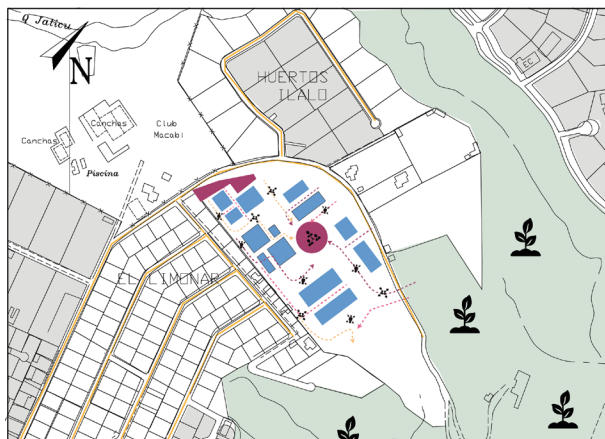 Q Jaticu
N
HUERTOS
ILALO
EC
Canchas
Canchas
Club
Macabi
Piscina
EL LIMONAR